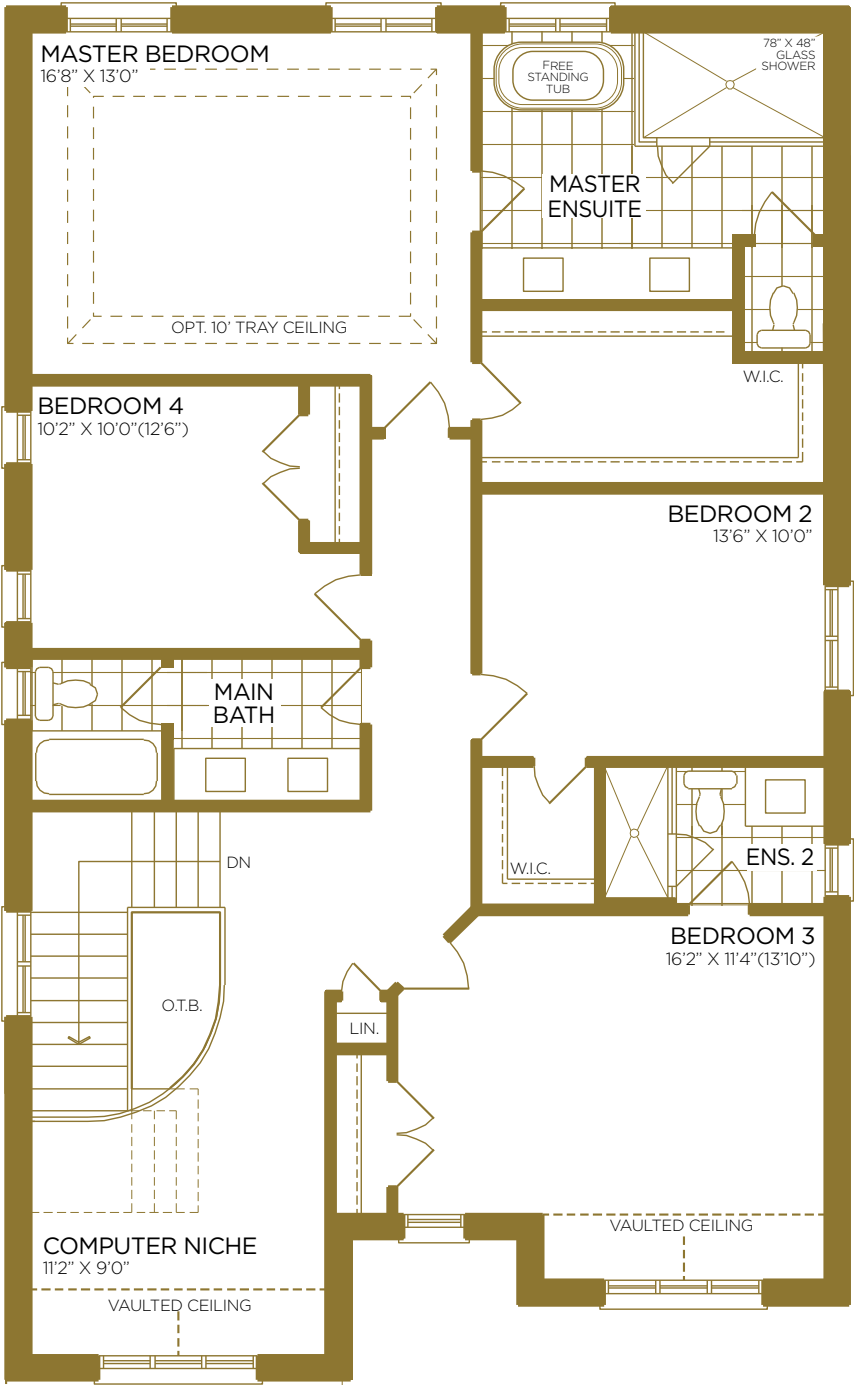 MASTER BEDROOM
16'8" X 13'0"
OPT. 10' TRAY CEILING
FREE
STANDING
TUB
78" X 48"
GLASS
SHOWER
MASTER
ENSUITE
W.I.C.
BEDROOM 4
10'2" X 10'0"(12'6")
BEDROOM 2
13'6" X 10'0"
MAIN
BATH
W.I.C.
ENS. 2
DN
O.T.B.
LIN.
BEDROOM 3
16'2" X 11'4"(13'10")
VAULTED CEILING
COMPUTER NICHE
11'2" X 9'0"
VAULTED CEILING